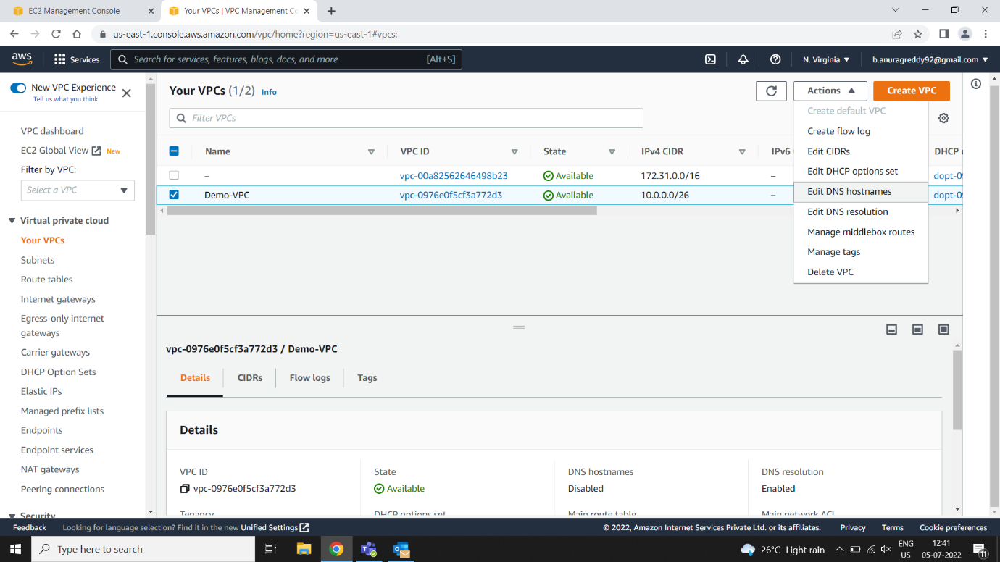 EC2 Management Console
Your VPCs | VPC Management Co
us-east-1.console.aws.amazon.com/vpc/home?region=us-east-1#vpcs:
aws
Services
Search for services, features, blogs, docs, and more
[Alt+S]
N. Virginia
b.anuragreddy92@gmail.com
New VPC Experience
Tell us what you think
VPC dashboard
EC2 Global View New
Filter by VPC:
Select a VPC
Virtual private cloud
Your VPCs
Subnets
Route tables
Internet gateways
Egress-only internet
gateways
Carrier gateways
DHCP Option Sets
Elastic IPs
Managed prefix lists
Endpoints
Endpoint services
NAT gateways
Peering connections
Security
Your VPCs (1/2) Info
Actions
Create VPC
Filter VPCs
Create default VPC
Create flow log
Edit CIDRs
Edit DHCP options set
Edit DNS hostnames
Edit DNS resolution
Manage middlebox routes
Manage tags
Delete VPC
Name VPC ID State IPv4 CIDR IPv6 DHCP
– vpc-00a82562646498b23 Available 172.31.0.0/16 – dopt-0
Demo-VPC vpc-0976e0f5cf3a772d3 Available 10.0.0.0/26 – dopt-0
vpc-0976e0f5cf3a772d3 / Demo-VPC
Details CIDRs Flow logs Tags
Details
VPC ID
vpc-0976e0f5cf3a772d3
State
Available
DNS hostnames
Disabled
DNS resolution
Enabled
Tenancy
DHCP options set
Main route table
Main network ACL
Feedback
Looking for language selection? Find it in the new Unified Settings
© 2022, Amazon Internet Services Private Ltd. or its affiliates.
Privacy
Terms
Cookie preferences
Type here to search
26°C Light rain
ENG
US
12:41
05-07-2022
11